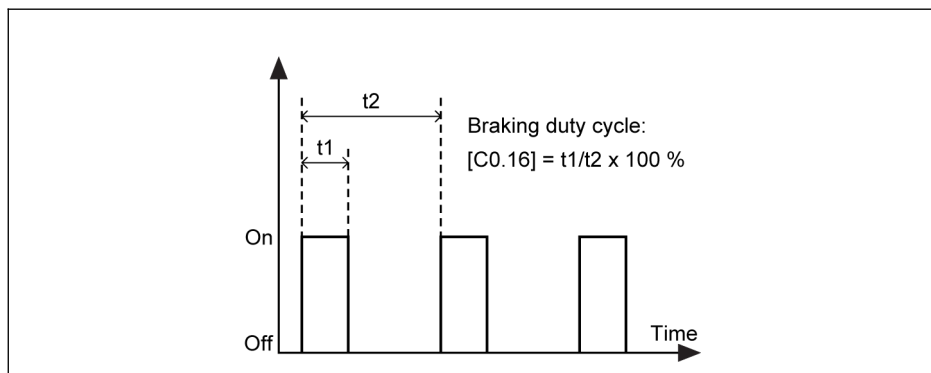 t2
t1
Braking duty cycle:
[C0.16] = t1/t2 x 100 %
On
Off
Time